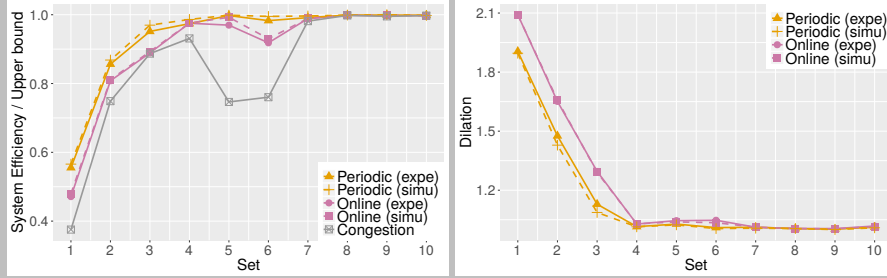 System Efficiency / Upper bound
1.0
0.8
0.6
0.4
Periodic (expe)
Periodic (simu)
Online (expe)
Online (simu)
Congestion
1 2 3 4 5 6 7 8 9 10
Set
Dilation
2.1
1.8
1.5
1.2
Periodic (expe)
Periodic (simu)
Online (expe)
Online (simu)
1 2 3 4 5 6 7 8 9 10
Set